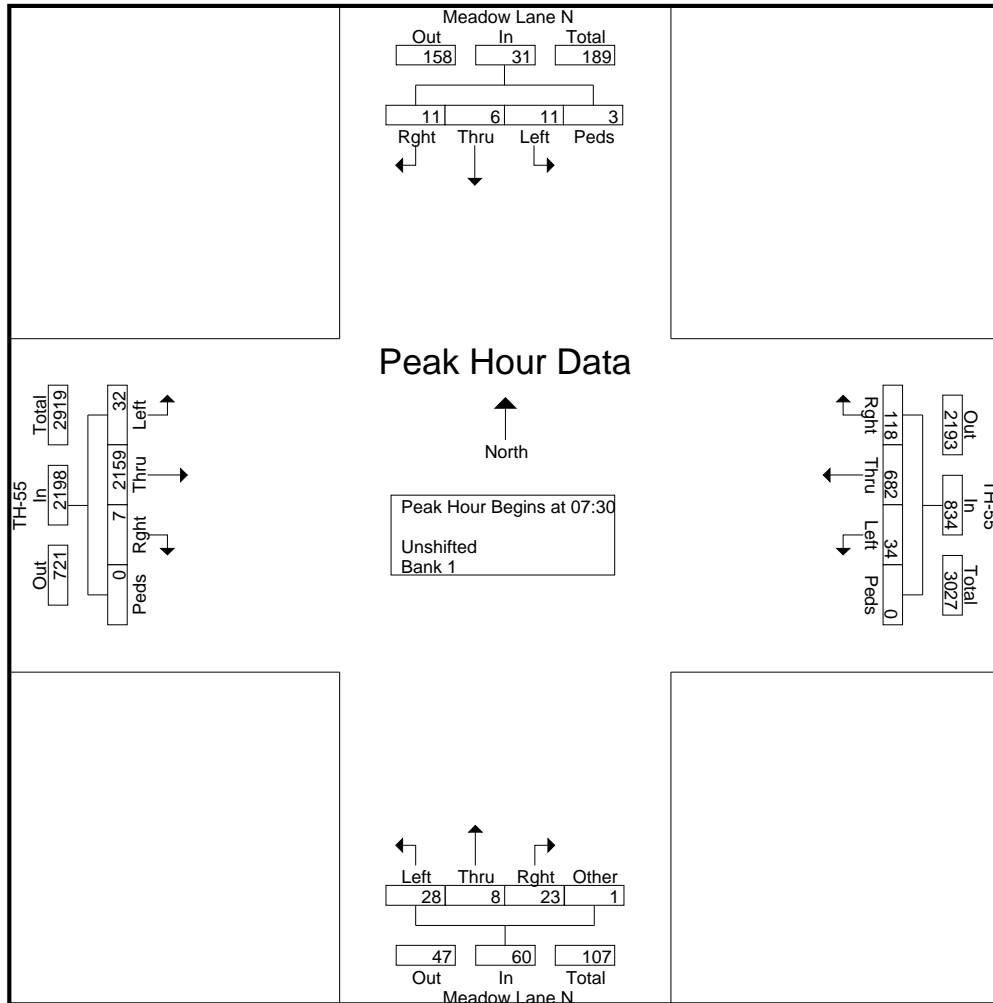 Meadow Lane N
Out In Total
158 31 189
11 6 11 3
Rght Thru Left Peds
Peak Hour Data
North
Peak Hour Begins at 07:30
Unshifted
Bank 1
TH-55
Out In Total
721 2198 2919
0 7 2159 32
Peds Rght Thru Left
TH-55
Out In Total
2193 834 3027
118 682 34 0
Rght Thru Left Peds
Left Thru Rght Other
28 8 23 1
47 60 107
Out In Total
Meadow Lane N